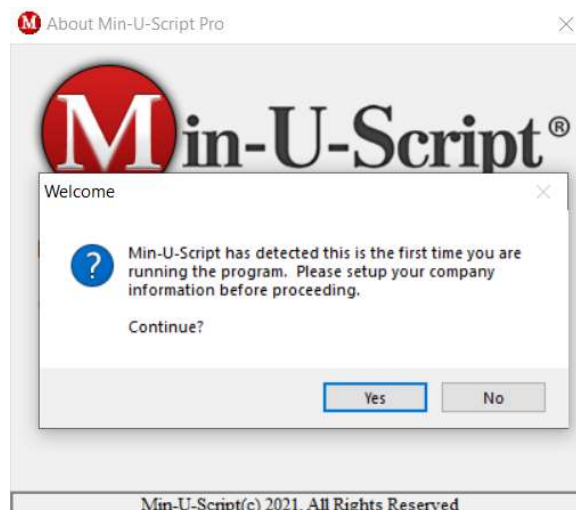 About Min-U-Script Pro
Min-U-Script®
Welcome
Min-U-Script has detected this is the first time you are
running the program. Please setup your company
information before proceeding.
Continue?
Yes No
Min-U-Script(c) 2021. All Rights Reserved